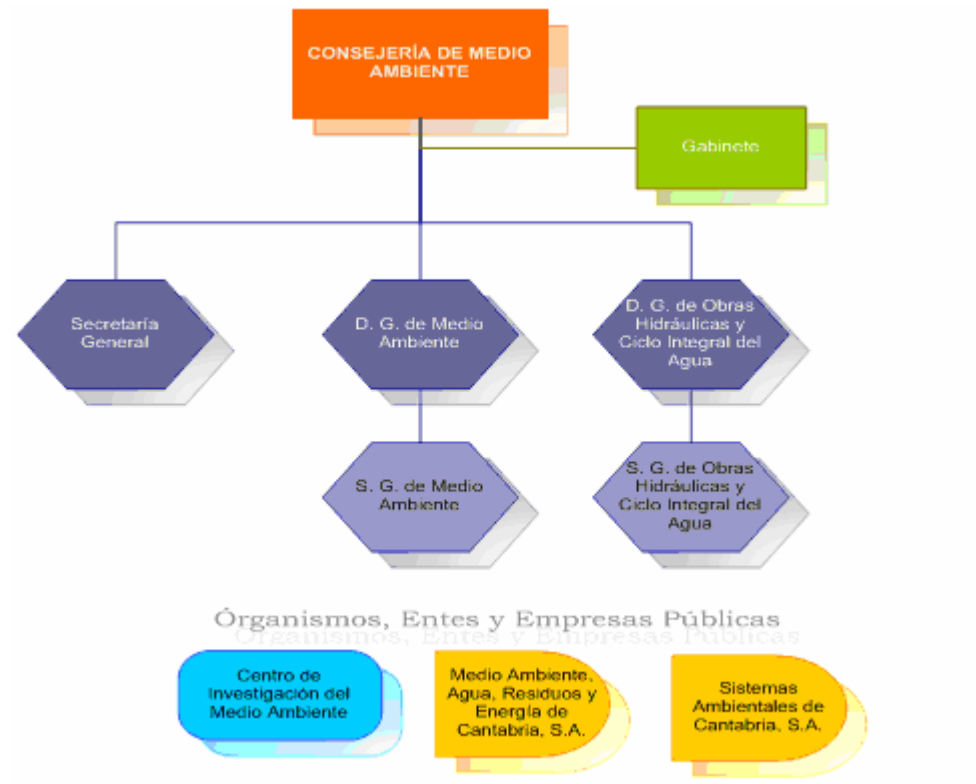 CONSEJERÍA DE MEDIO
AMBIENTE
Gabinete
Secretaría
General
D. G. de Medio
Ambiente
D. G. de Obras
Hidráulicas y
Ciclo Integral del
Agua
S. G. de Medio
Ambiente
S. G. de Obras
Hidráulicas y
Ciclo Integral del
Agua
Órganismos, Entes y Empresas Públicas
Centro de
Investigación del
Medio Ambiente
Medio Ambiente,
Agua, Residuos y
Energía de
Cantabria, S.A.
Sistemas
Ambientales de
Cantabria, S.A.